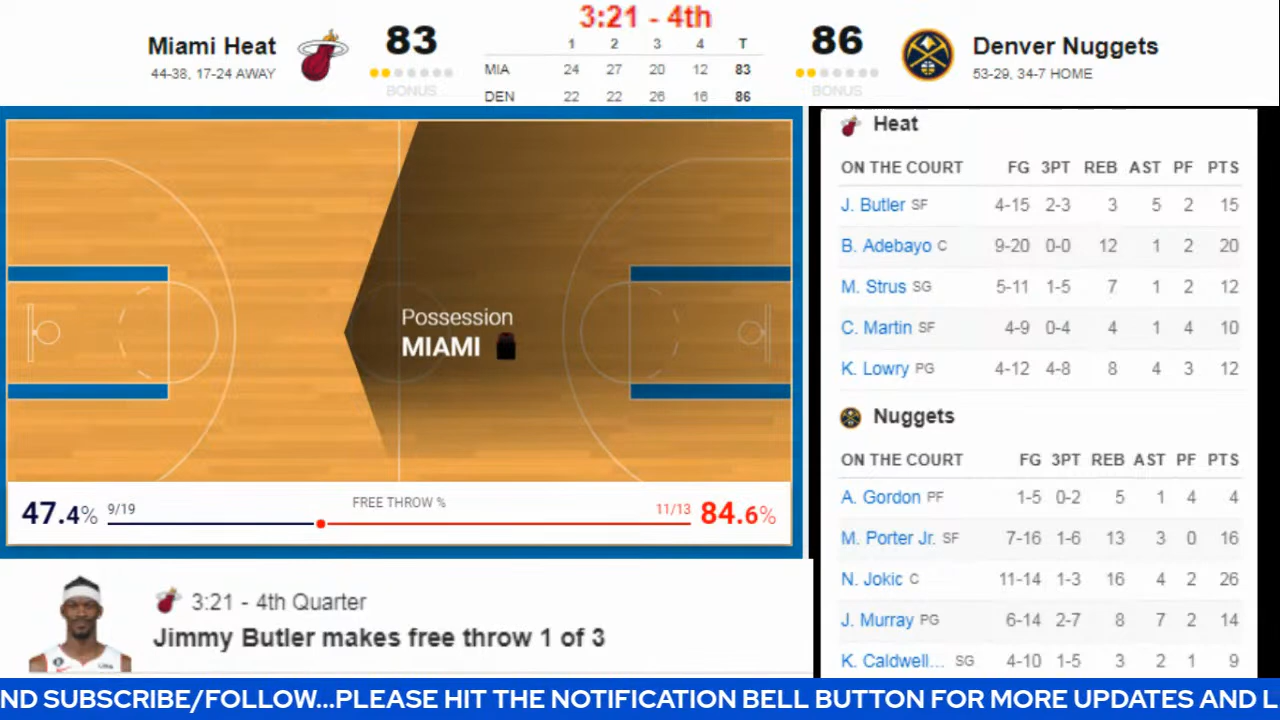 Miami Heat
44-38, 17-24 AWAY
83
BONUS
3:21 - 4th
1 2 3 4 T
MIA 24 27 20 12 83
DEN 22 22 26 16 86
86
BONUS
Denver Nuggets
53-29, 34-7 HOME
Possession
MIAMI
47.4% 9/19 FREE THROW % 11/13 84.6%
3:21 - 4th Quarter
Jimmy Butler makes free throw 1 of 3
Heat
ON THE COURT FG 3PT REB AST PF PTS
J. Butler SF 4-15 2-3 3 5 2 15
B. Adebayo C 9-20 0-0 12 1 2 20
M. Strus SG 5-11 1-5 7 1 2 12
C. Martin SF 4-9 0-4 4 1 4 10
K. Lowry PG 4-12 4-8 8 4 3 12
Nuggets
ON THE COURT FG 3PT REB AST PF PTS
A. Gordon PF 1-5 0-2 5 1 4 4
M. Porter Jr. SF 7-16 1-6 13 3 0 16
N. Jokic C 11-14 1-3 16 4 2 26
J. Murray PG 6-14 2-7 8 7 2 14
K. Caldwell... SG 4-10 1-5 3 2 1 9
ND SUBSCRIBE/FOLLOW...PLEASE HIT THE NOTIFICATION BELL BUTTON FOR MORE UPDATES AND L